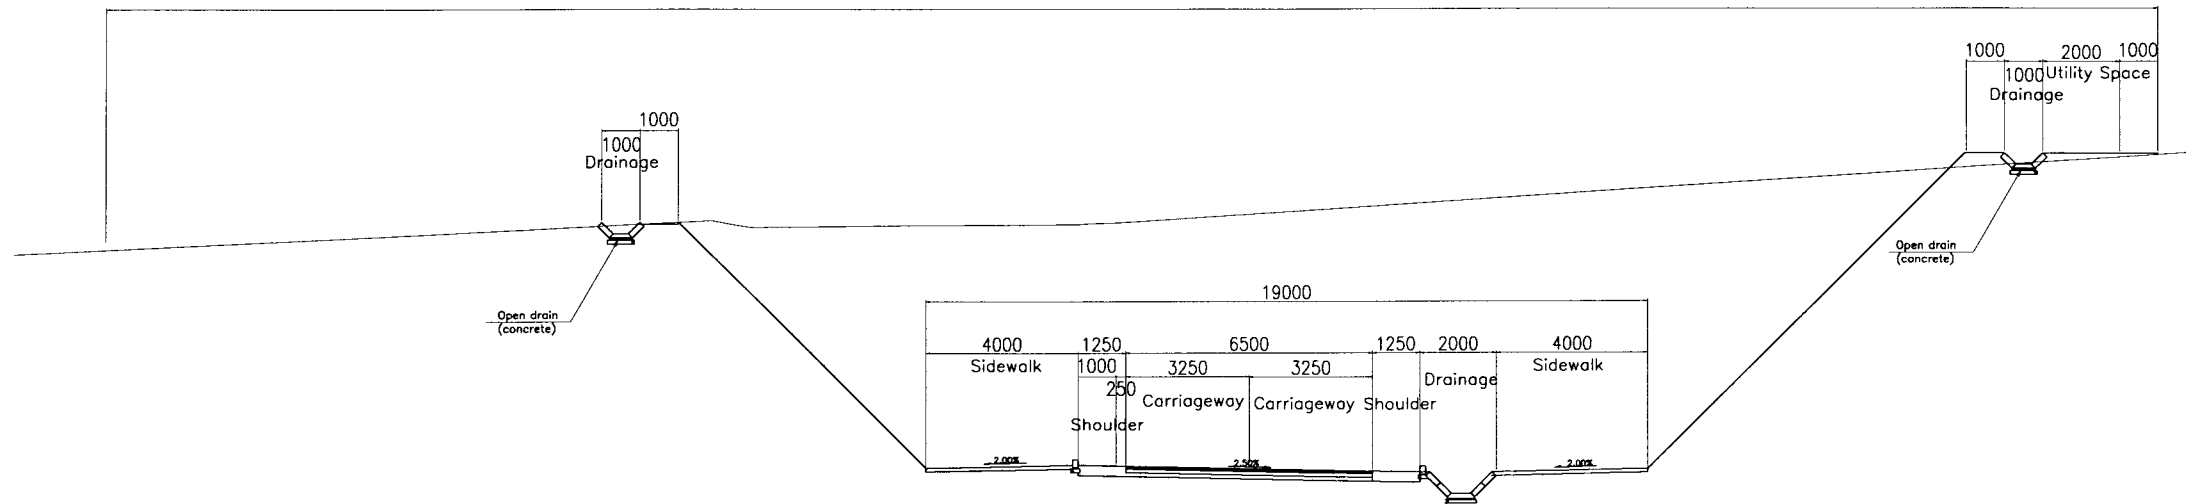 1000 2000 1000
1000 Utility Space
Drainage
1000
1000
Drainage
Open drain
(concrete)
Open drain
(concrete)
19000
4000 1250 6500 1250 2000 4000
Sidewalk 1000 3250 3250 Drainage Sidewalk
250
Carriageway Carriageway Shoulder
Shoulder
2.00% 2.50% 2.00%